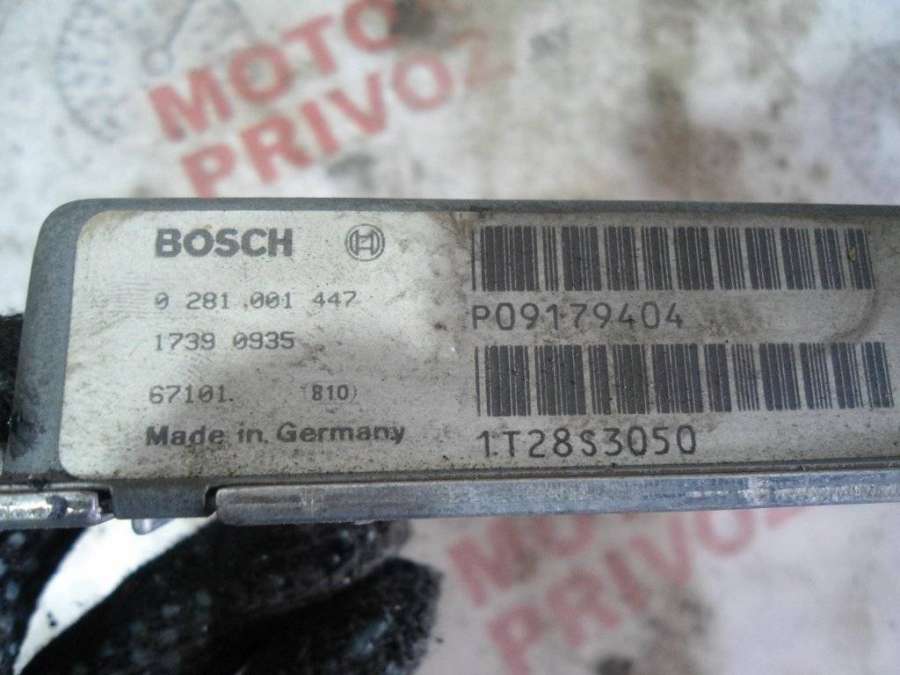 MOTO
PRIVOZ
BOSCH
0 281 001 447
1739 0935
67101. (810)
Made in Germany
P09179404
1T28S3050
MOTO
PRIVOZ